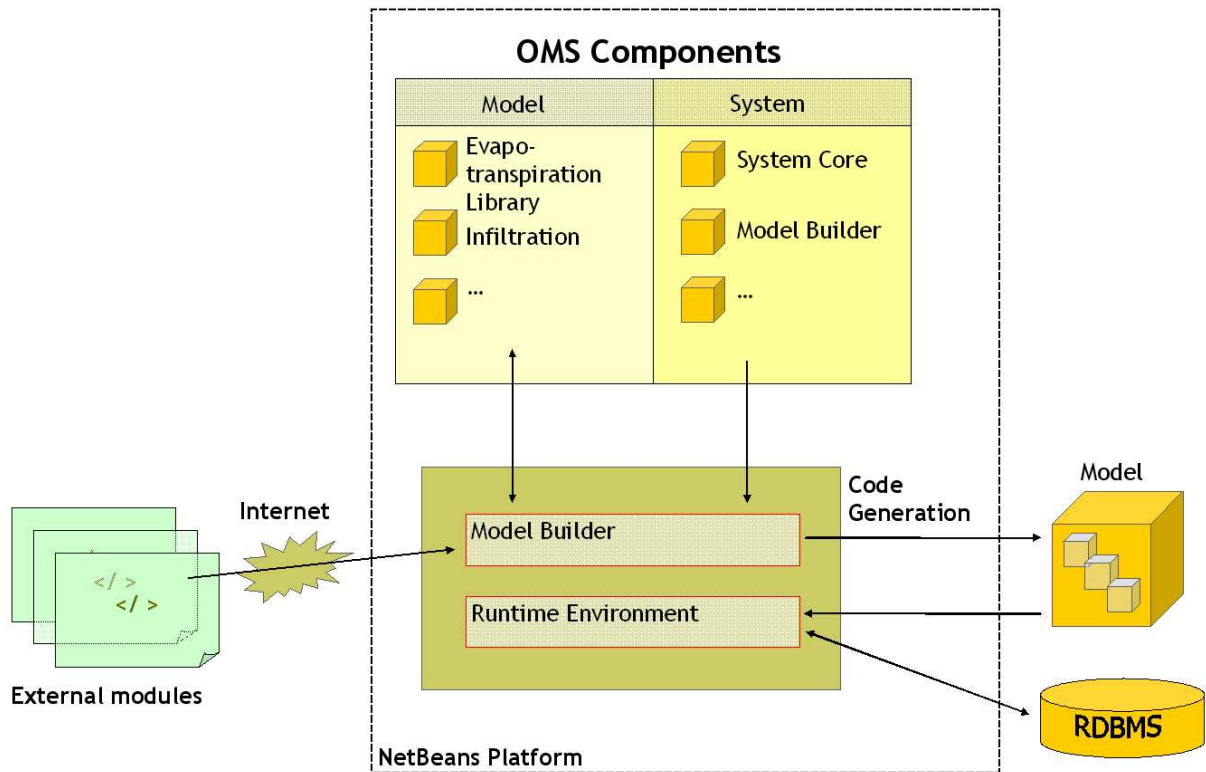 OMS Components
Model
System
Evapo-
transpiration
Library
Infiltration
...
System Core
Model Builder
...
Internet
</>
</>
External modules
Model Builder
Runtime Environment
Code
Generation
Model
RDBMS
NetBeans Platform